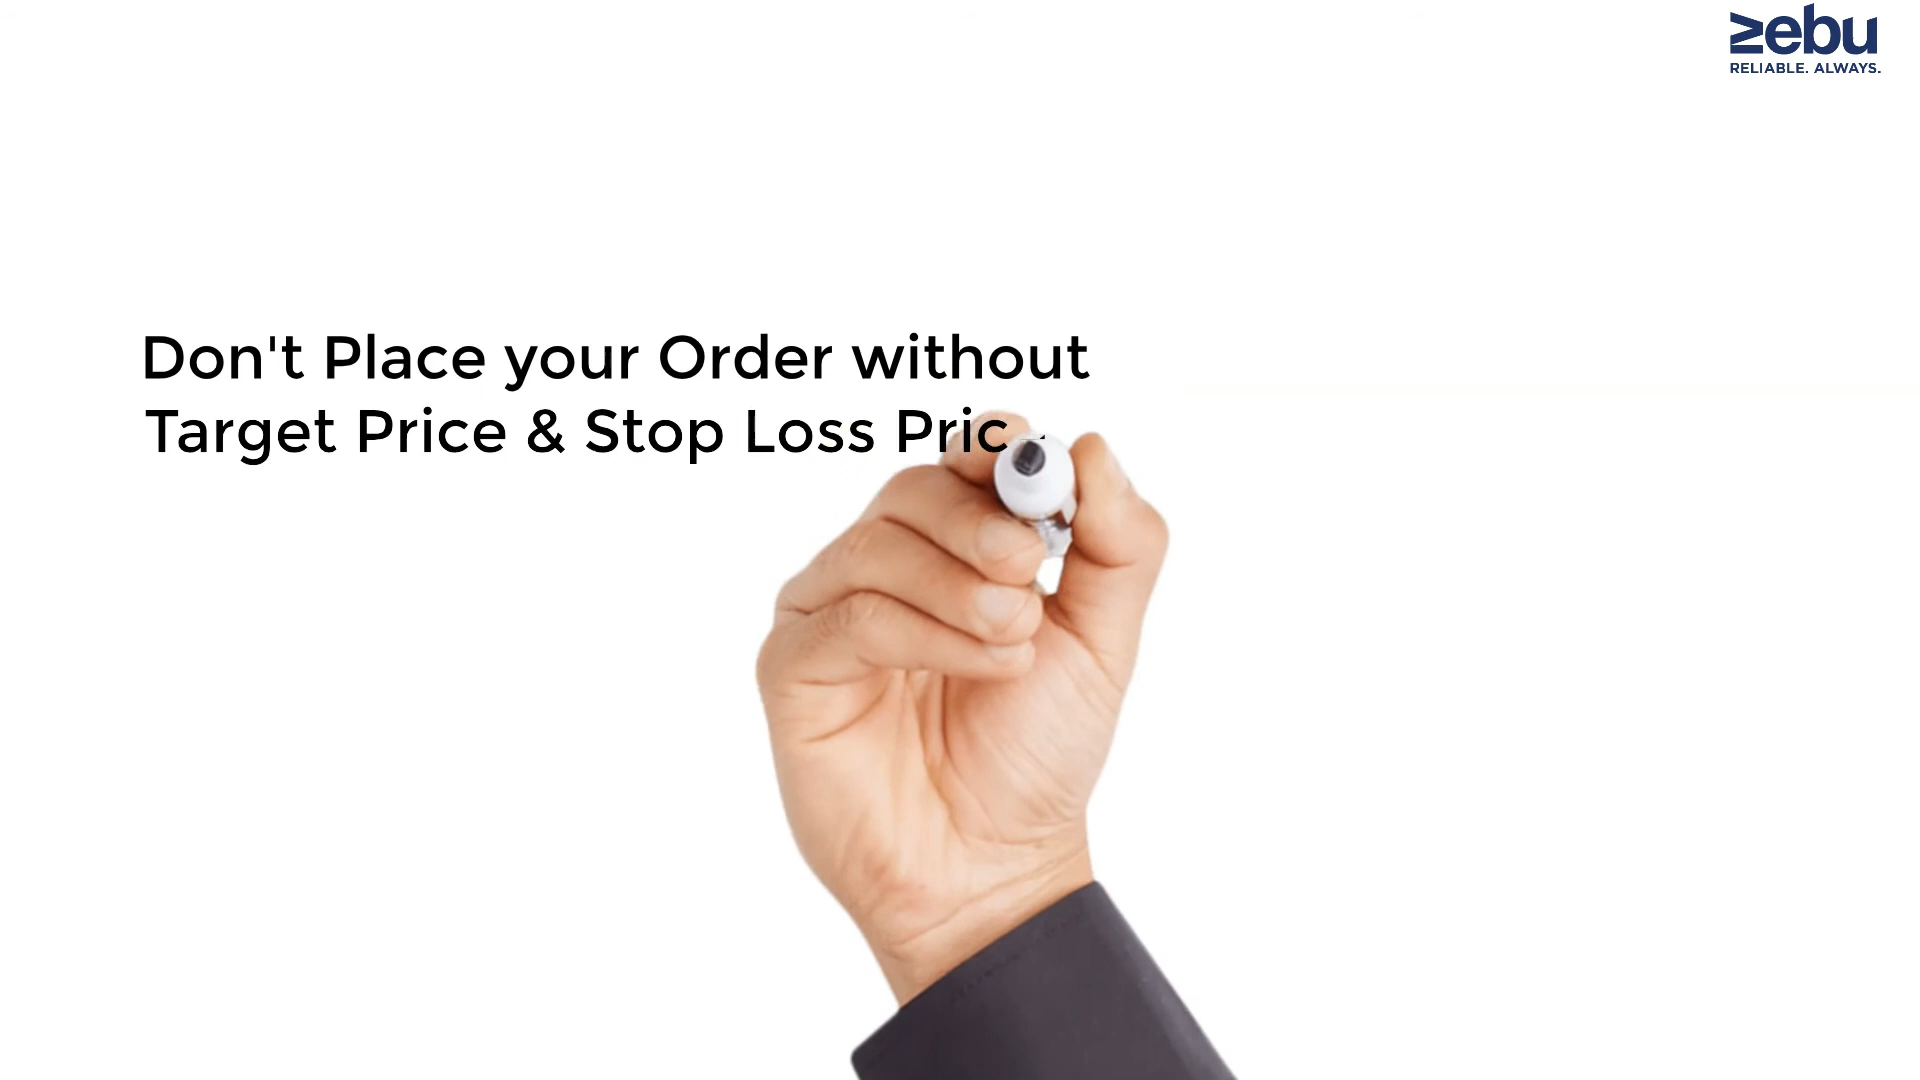 zebu
RELIABLE. ALWAYS.
Don't Place your Order without
Target Price & Stop Loss Pric